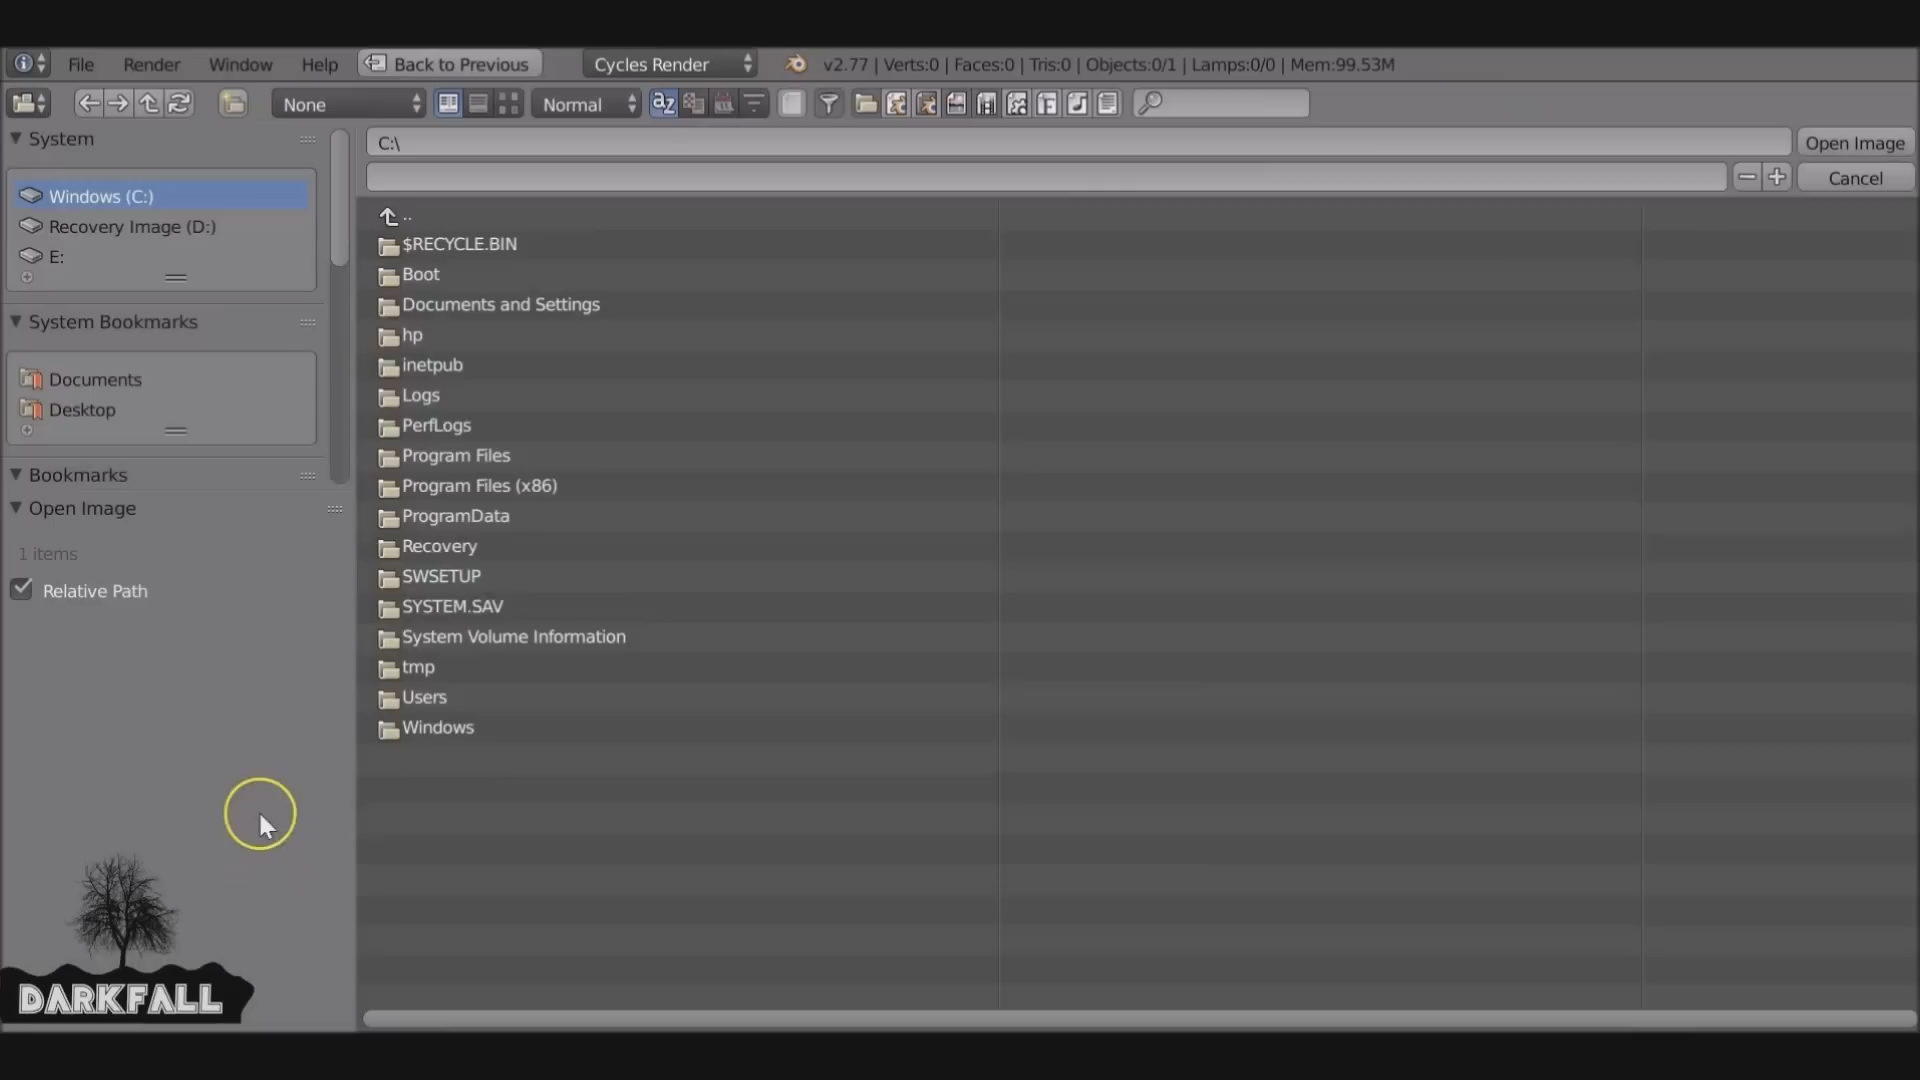 File Render Window Help Back to Previous Cycles Render v2.77 | Verts:0 | Faces:0 | Tris:0 | Objects:0/1 | Lamps:0/0 | Mem:99.53M
None Normal
System
Windows (C:)
Recovery Image (D:)
E:
System Bookmarks
Documents
Desktop
Bookmarks
Open Image
1 items
Relative Path
C:\ Open Image
Cancel
..
$RECYCLE.BIN
Boot
Documents and Settings
hp
inetpub
Logs
PerfLogs
Program Files
Program Files (x86)
ProgramData
Recovery
SWSETUP
SYSTEM.SAV
System Volume Information
tmp
Users
Windows
DARKFALL